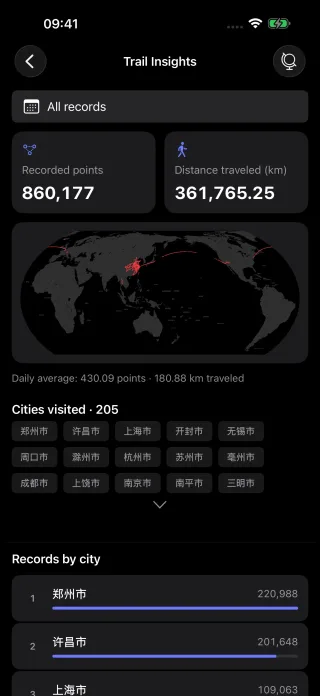 09:41
Trail Insights
All records
Recorded points
860,177
Distance traveled (km)
361,765.25
Daily average: 430.09 points · 180.88 km traveled
Cities visited · 205
郑州市 许昌市 上海市 开封市 无锡市
周口市 滁州市 杭州市 苏州市 亳州市
成都市 上饶市 南京市 南平市 三明市
Records by city
1 郑州市 220,988
2 许昌市 201,648
3 上海市 109,063